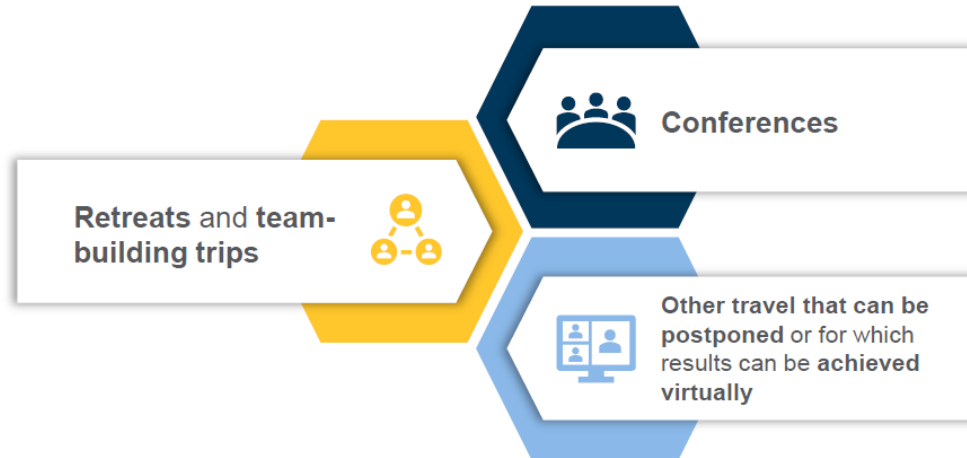 Conferences
Retreats and team-
building trips
Other travel that can be
postponed or for which
results can be achieved
virtually